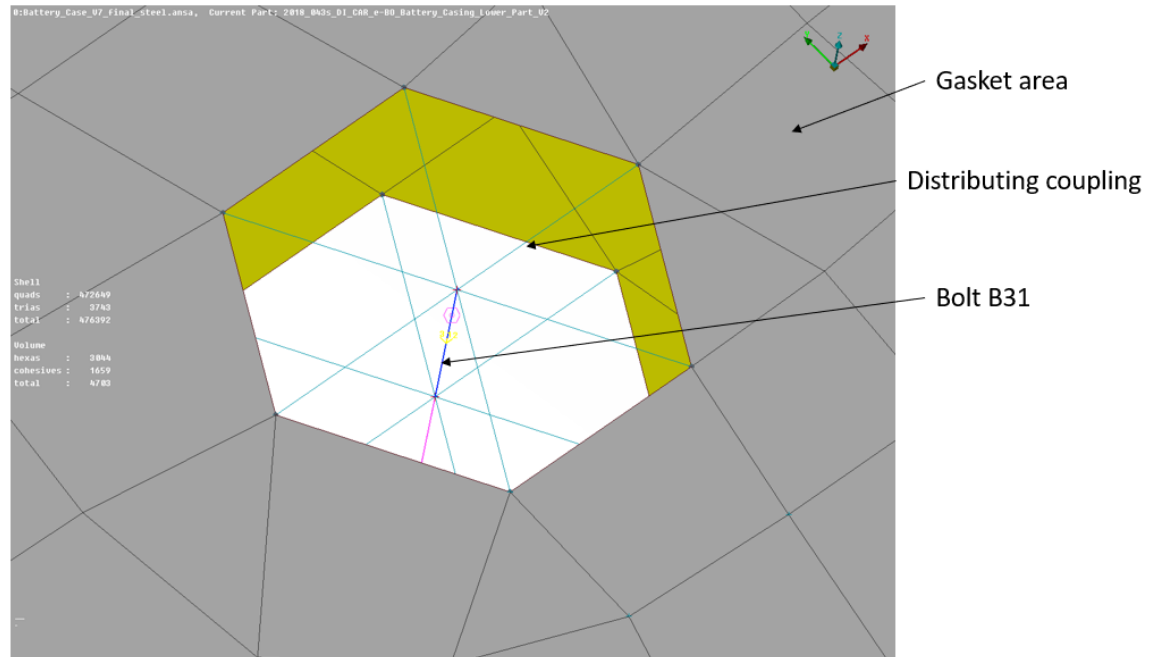 0:Battery_Case_V7_final_steel.ansa, Current Part: 2018_043s_DI_CAR_e-BO_Battery_Casing_Lower_Part_V2
Z
X
Gasket area
Distributing coupling
Bolt B31
Shell
quads : 472649
trias : 3743
total : 476392
Volume
hexas : 3044
cohesives : 1659
total : 4703